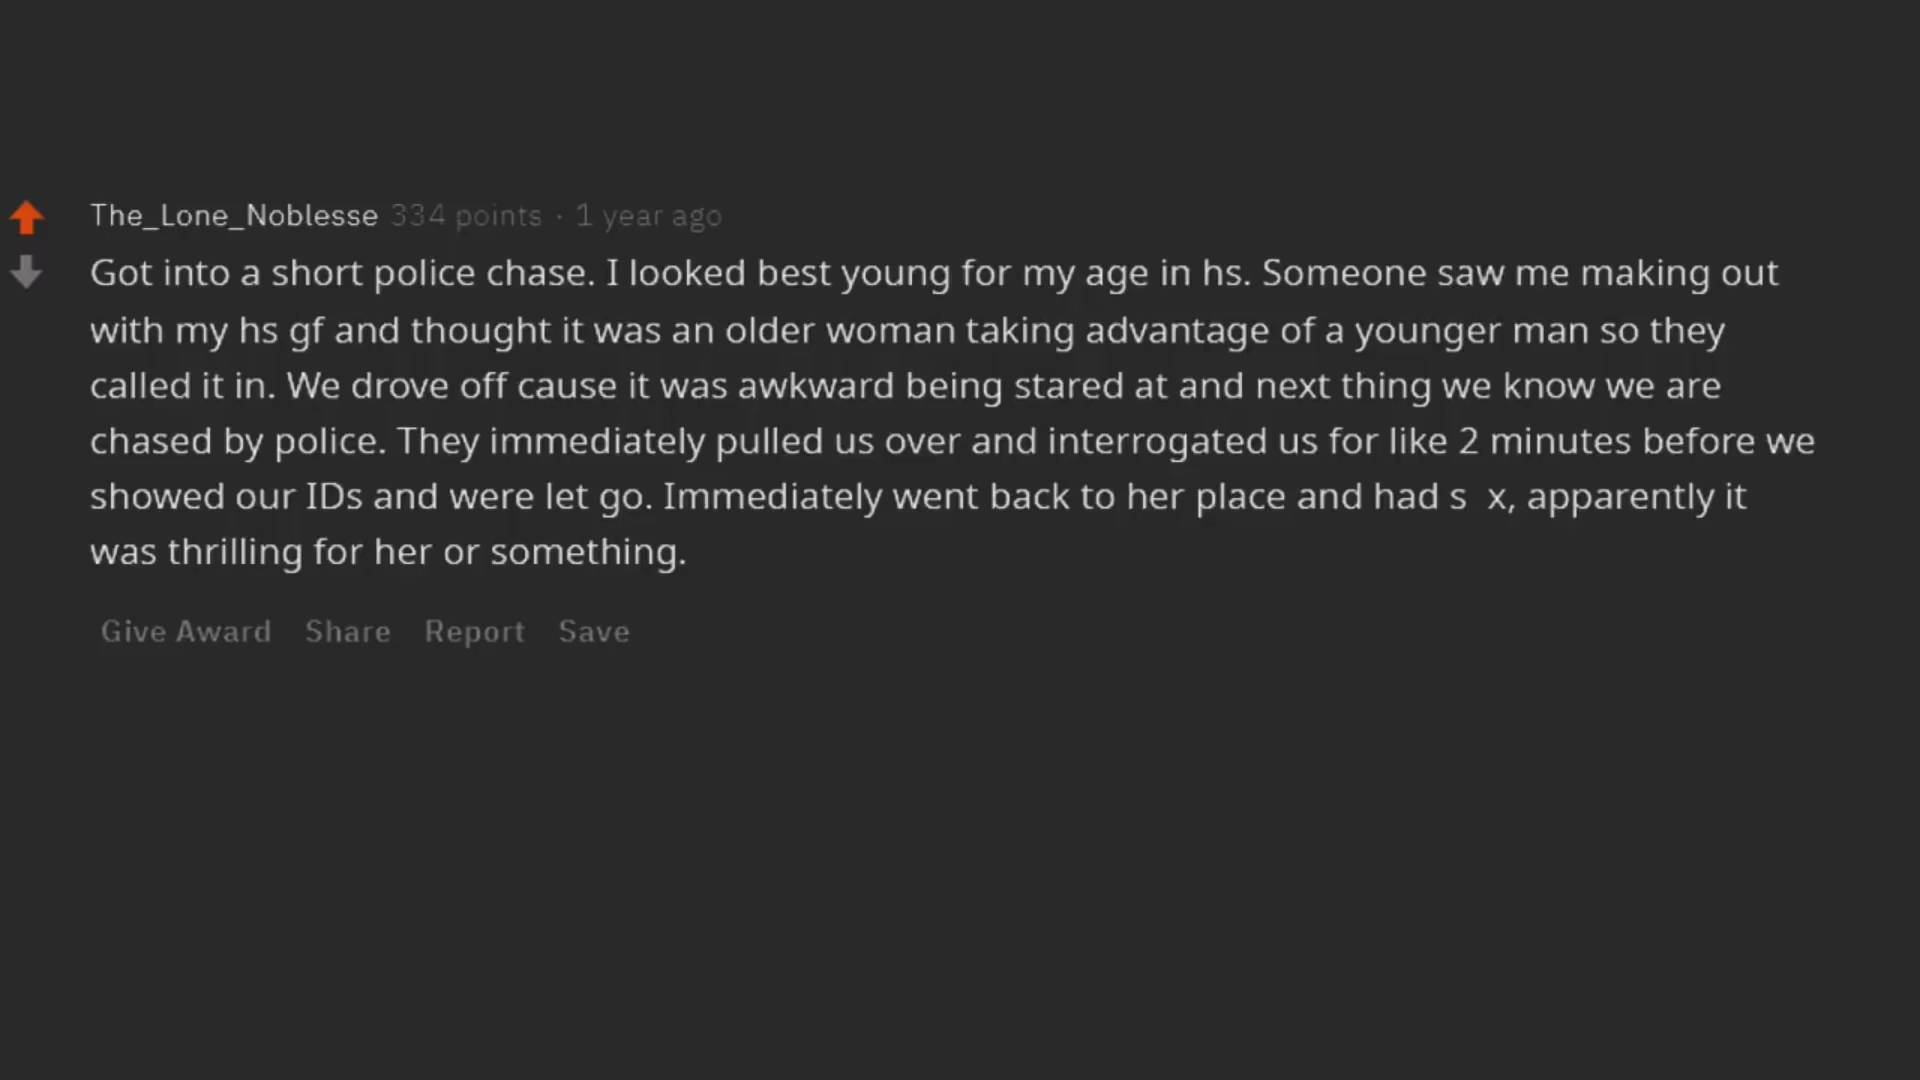 The_Lone_Noblesse 334 points · 1 year ago
Got into a short police chase. I looked best young for my age in hs. Someone saw me making out
with my hs gf and thought it was an older woman taking advantage of a younger man so they
called it in. We drove off cause it was awkward being stared at and next thing we know we are
chased by police. They immediately pulled us over and interrogated us for like 2 minutes before we
showed our IDs and were let go. Immediately went back to her place and had s  x, apparently it
was thrilling for her or something.
Give Award Share Report Save